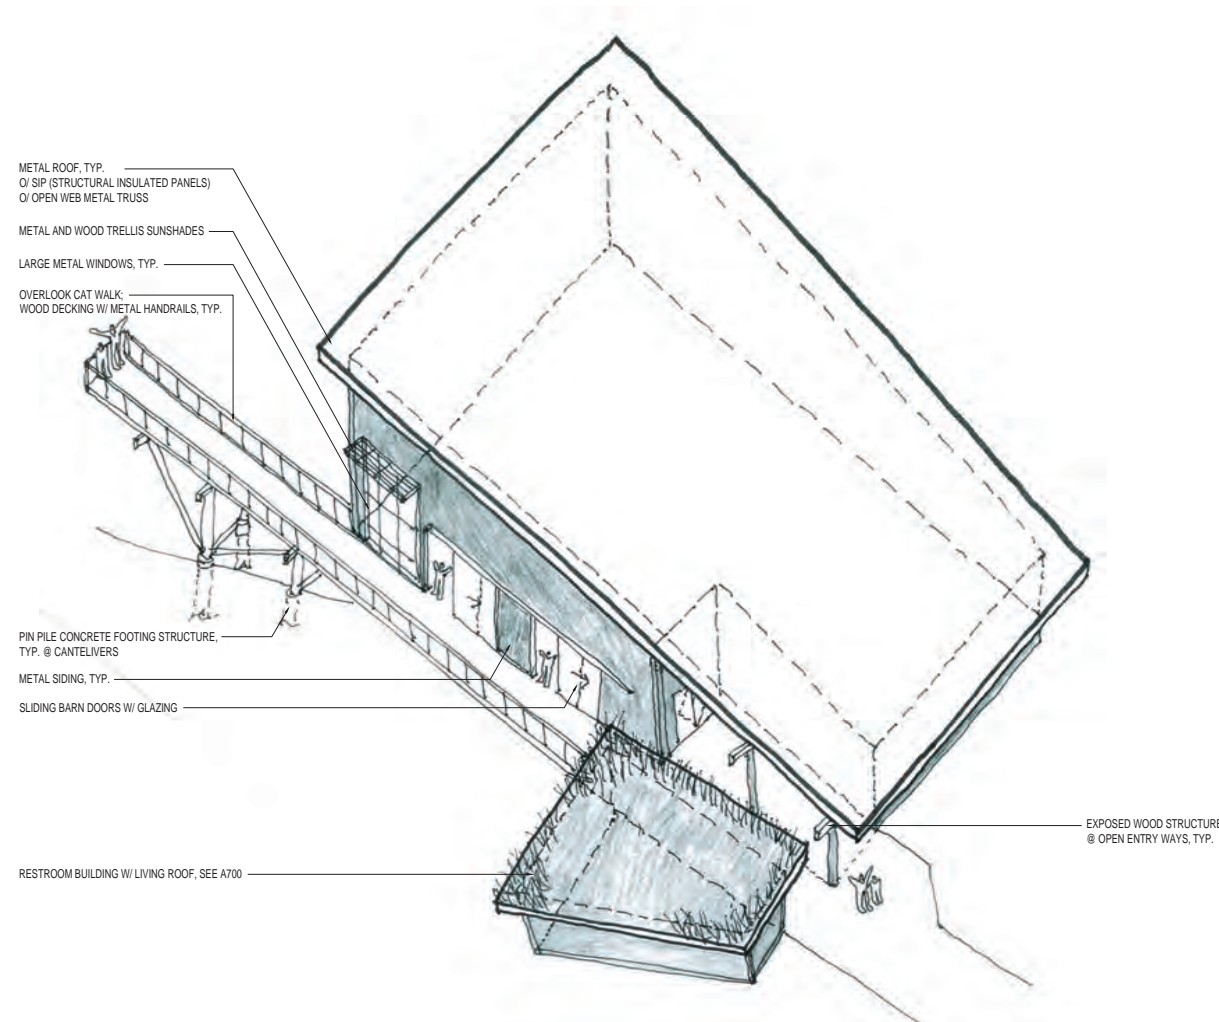 METAL ROOF, TYP.
O/ SIP (STRUCTURAL INSULATED PANELS)
O/ OPEN WEB METAL TRUSS
METAL AND WOOD TRELLIS SUNSHADES
LARGE METAL WINDOWS, TYP.
OVERLOOK CAT WALK;
WOOD DECKING W/ METAL HANDRAILS, TYP.
PIN PILE CONCRETE FOOTING STRUCTURE,
TYP. @ CANTELIVERS
METAL SIDING, TYP.
SLIDING BARN DOORS W/ GLAZING
EXPOSED WOOD STRUCTURE
@ OPEN ENTRY WAYS, TYP.
RESTROOM BUILDING W/ LIVING ROOF, SEE A700